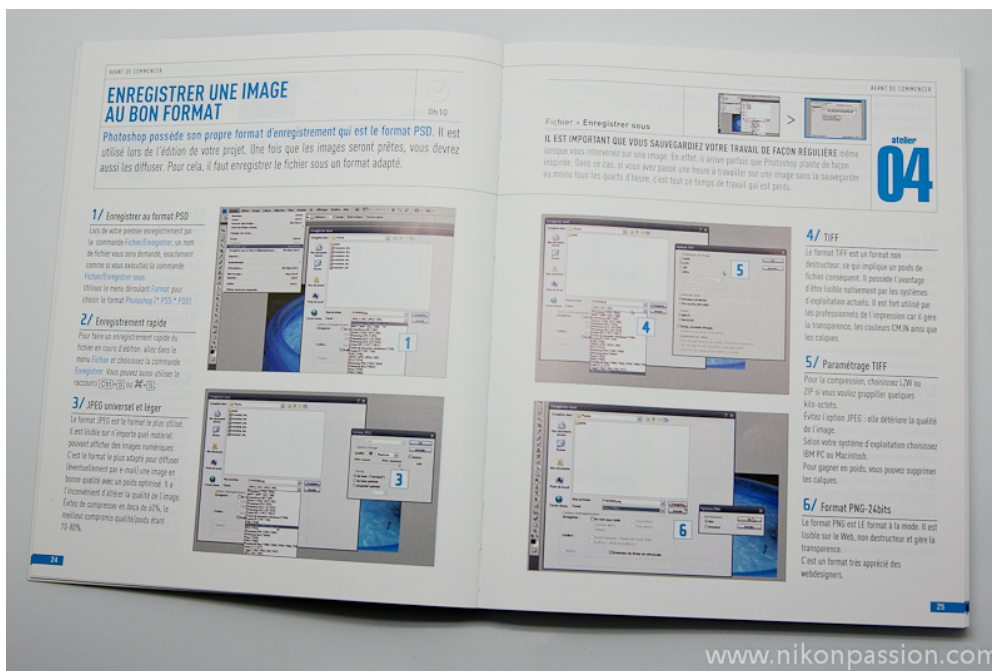 AVANT DE COMMENCER
ENREGISTRER UNE IMAGE
AU BON FORMAT
0h10
Photoshop possède son propre format d'enregistrement qui est le format PSD. Il est
utilisé lors de l'édition de votre projet. Une fois que les images seront prêtes, vous devrez
aussi les diffuser. Pour cela, il faut enregistrer le fichier sous un format adapté.
1/ Enregistrer au format PSD
Lors de votre premier enregistrement par
la commande Fichier/Enregistrer, un nom
de fichier vous sera demandé, exactement
comme si vous exécutiez la commande
Fichier/Enregistrer sous.
Utilisez le menu déroulant Format pour
choisir le format Photoshop (*.PSD;*.PDD).
2/ Enregistrement rapide
Pour faire un enregistrement rapide du
fichier en cours d'édition, allez dans le
menu Fichier et choisissez la commande
Enregistrer. Vous pouvez aussi utiliser le
raccourci Ctrl+S ou ⌘+S.
3/ JPEG universel et léger
Le format JPEG est le format le plus utilisé.
Il est lisible sur n'importe quel matériel
pouvant afficher des images numériques.
C'est le format le plus adapté pour diffuser
(éventuellement par e-mail) une image en
bonne qualité avec un poids optimisé. Il a
l'inconvénient d'altérer la qualité de l'image.
Évitez de compresser en deça de 60%, le
meilleur compromis qualité/poids étant
70-80%.
1
3
24
AVANT DE COMMENCER
Fichier > Enregistrer sous
>
IL EST IMPORTANT QUE VOUS SAUVEGARDIEZ VOTRE TRAVAIL DE FAÇON RÉGULIÈRE même
lorsque vous intervenez sur une image. En effet, il arrive parfois que Photoshop plante de façon
inopinée. Dans ce cas, si vous avez passé une heure à travailler sur une image sans la sauvegarder
au moins tous les quarts d'heure, c'est tout ce temps de travail qui est perdu.
atelier
04
5
4
6
4/ TIFF
Le format TIFF est un format non
destructeur, ce qui implique un poids de
fichier conséquent. Il possède l'avantage
d'être lisible nativement par les systèmes
d'exploitation actuels. Il est fort utilisé par
les professionnels de l'impression car il gère
la transparence, les couleurs CMJN ainsi que
les calques.
5/ Paramétrage TIFF
Pour la compression, choisissez LZW ou
ZIP si vous voulez grappiller quelques
kilo-octets.
Évitez l'option JPEG : elle détériore la qualité
de l'image.
Selon votre système d'exploitation choisissez
IBM PC ou Macintosh.
Pour gagner en poids, vous pouvez supprimer
les calques.
6/ Format PNG-24bits
Le format PNG est LE format à la mode. Il est
lisible sur le Web, non destructeur et gère la
transparence.
C'est un format très apprécié des
webdesigners.
25
www.nikonpassion.com